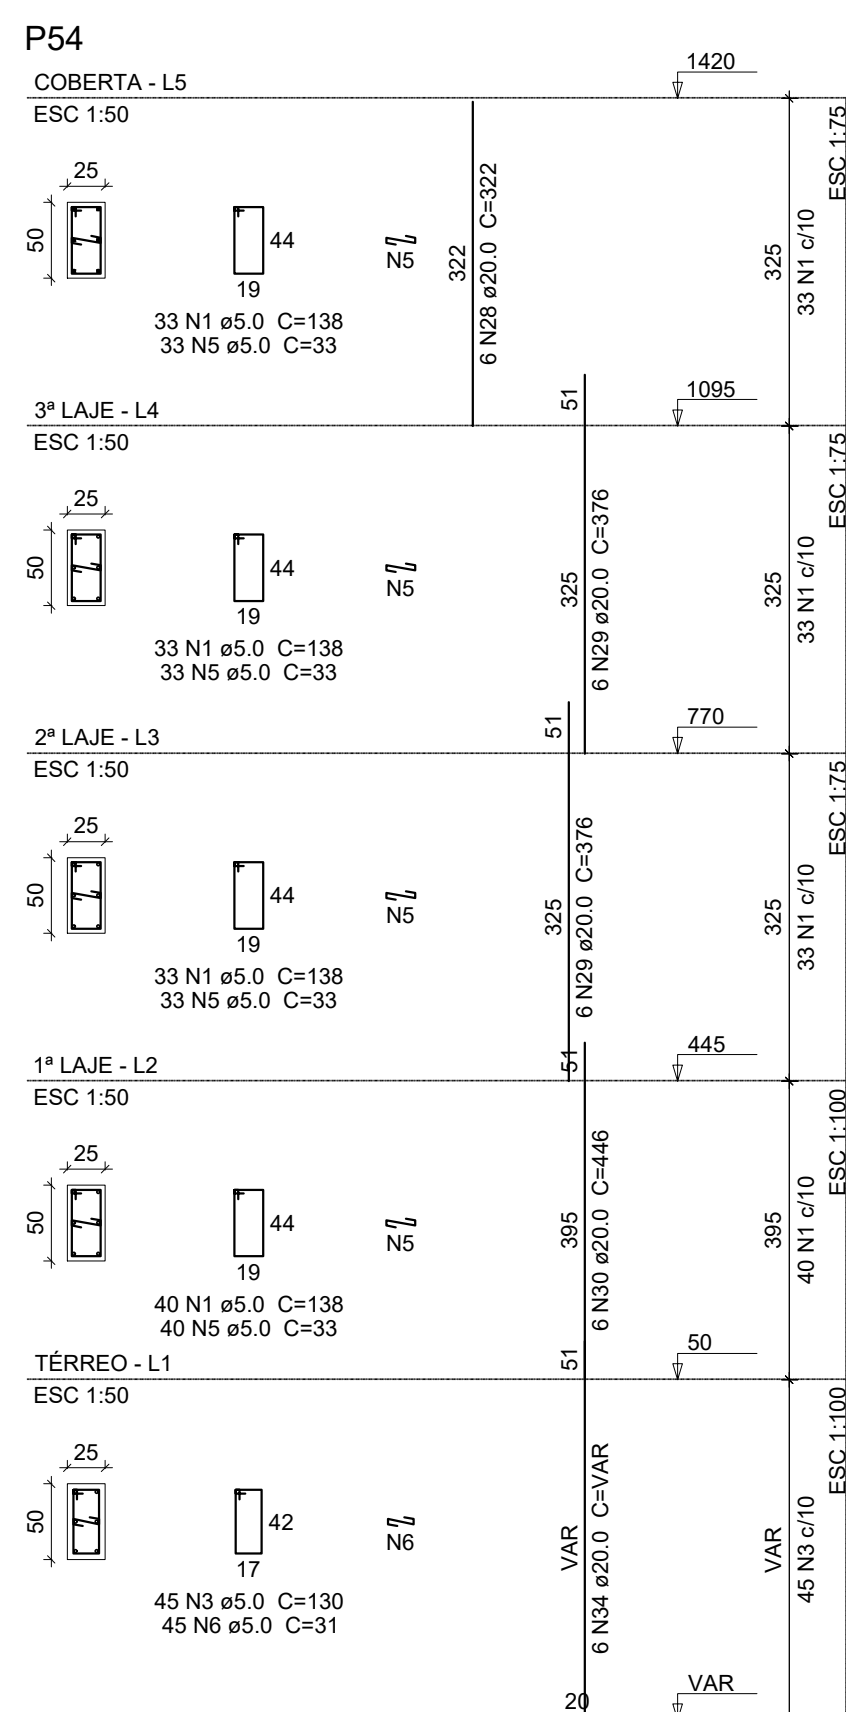 P54
COBERTA - L5
1420
ESC 1:50
ESC 1:75
25
50
44
19
N5
33 N1 ø5.0 C=138
33 N5 ø5.0 C=33
322
6 N28 ø20.0 C=322
325
33 N1 c/10
3ª LAJE - L4
51
1095
ESC 1:50
ESC 1:75
25
50
44
19
N5
33 N1 ø5.0 C=138
33 N5 ø5.0 C=33
325
6 N29 ø20.0 C=376
325
33 N1 c/10
2ª LAJE - L3
51
770
ESC 1:50
ESC 1:75
25
50
44
19
N5
33 N1 ø5.0 C=138
33 N5 ø5.0 C=33
325
6 N29 ø20.0 C=376
325
33 N1 c/10
1ª LAJE - L2
51
445
ESC 1:50
ESC 1:100
25
50
44
19
N5
40 N1 ø5.0 C=138
40 N5 ø5.0 C=33
395
6 N30 ø20.0 C=446
395
40 N1 c/10
TÉRREO - L1
51
50
ESC 1:50
ESC 1:100
25
50
42
17
N6
45 N3 ø5.0 C=130
45 N6 ø5.0 C=31
VAR
6 N34 ø20.0 C=VAR
VAR
45 N3 c/10
20
VAR